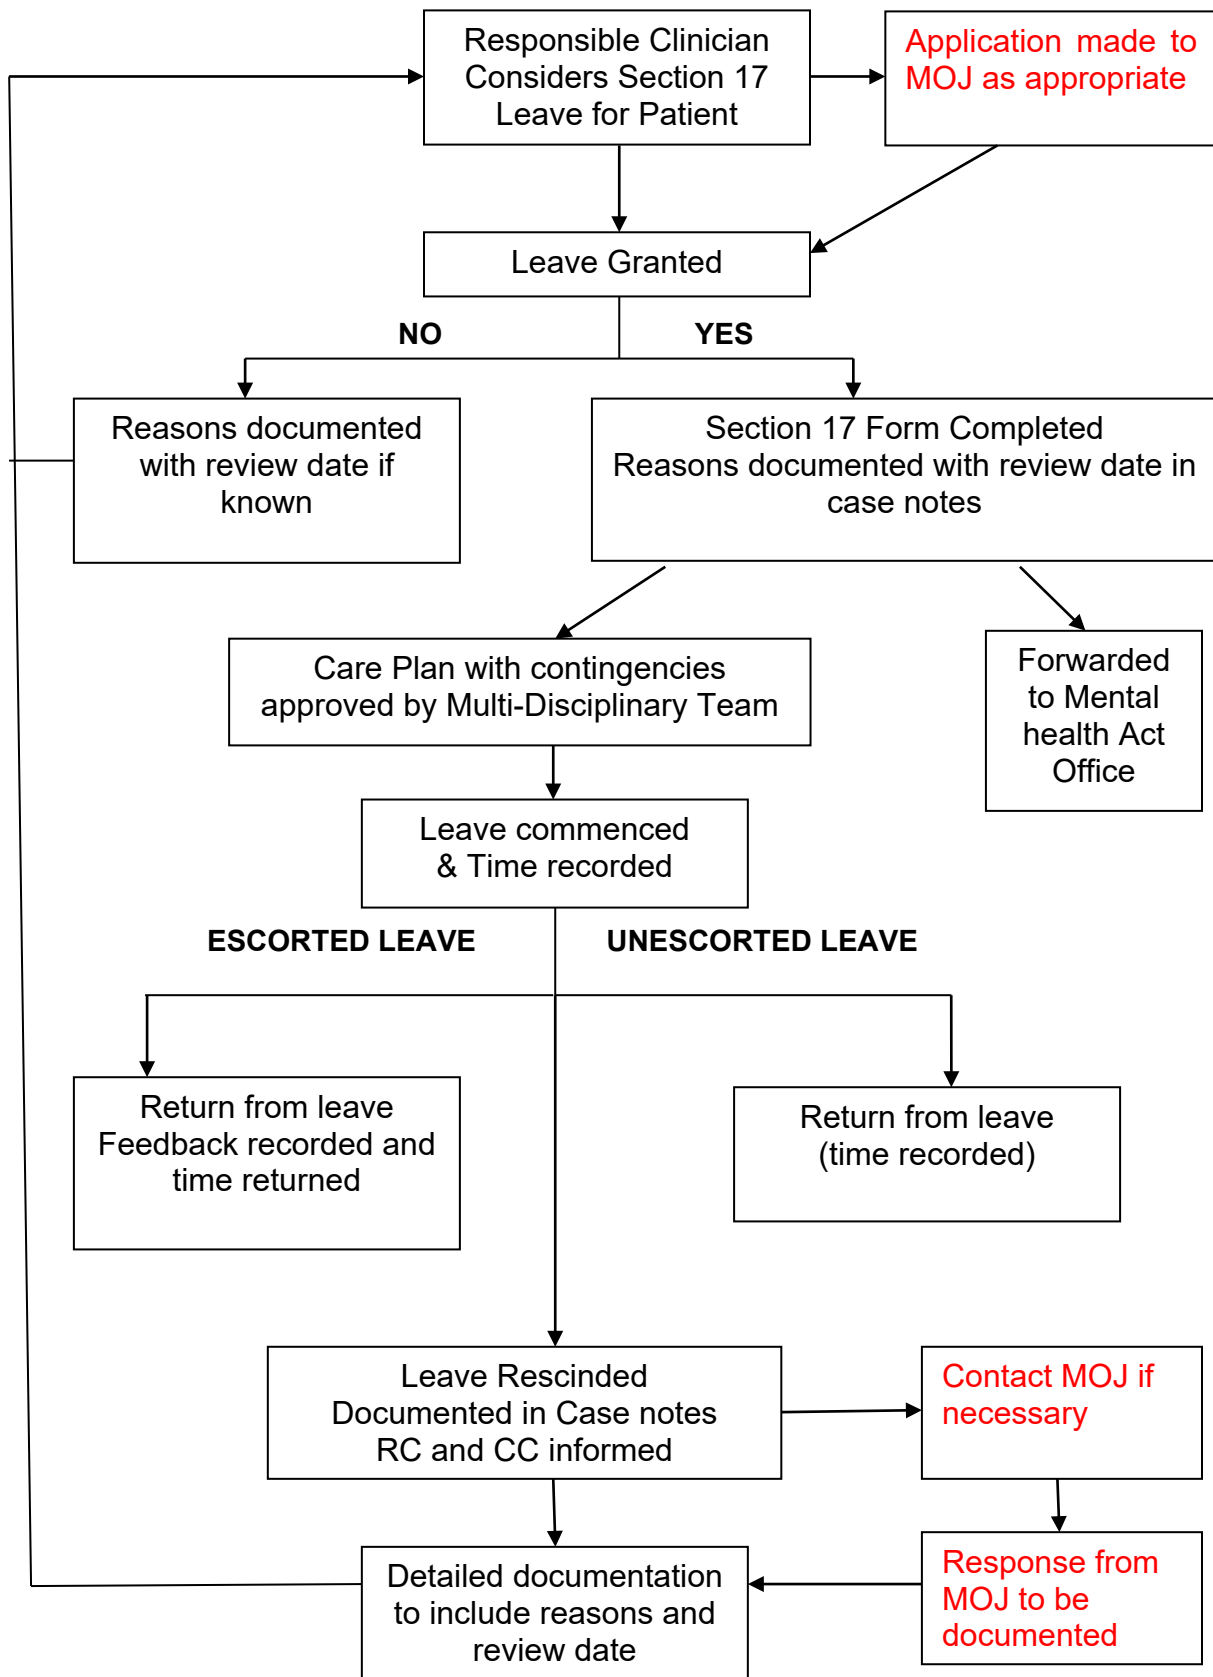 Responsible Clinician
Considers Section 17
Leave for Patient
Application made to
MOJ as appropriate
Leave Granted
NO
YES
Reasons documented
with review date if
known
Section 17 Form Completed
Reasons documented with review date in
case notes
Care Plan with contingencies
approved by Multi-Disciplinary Team
Forwarded
to Mental
health Act
Office
Leave commenced
& Time recorded
ESCORTED LEAVE
UNESCORTED LEAVE
Return from leave
Feedback recorded and
time returned
Return from leave
(time recorded)
Leave Rescinded
Documented in Case notes
RC and CC informed
Contact MOJ if
necessary
Detailed documentation
to include reasons and
review date
Response from
MOJ to be
documented